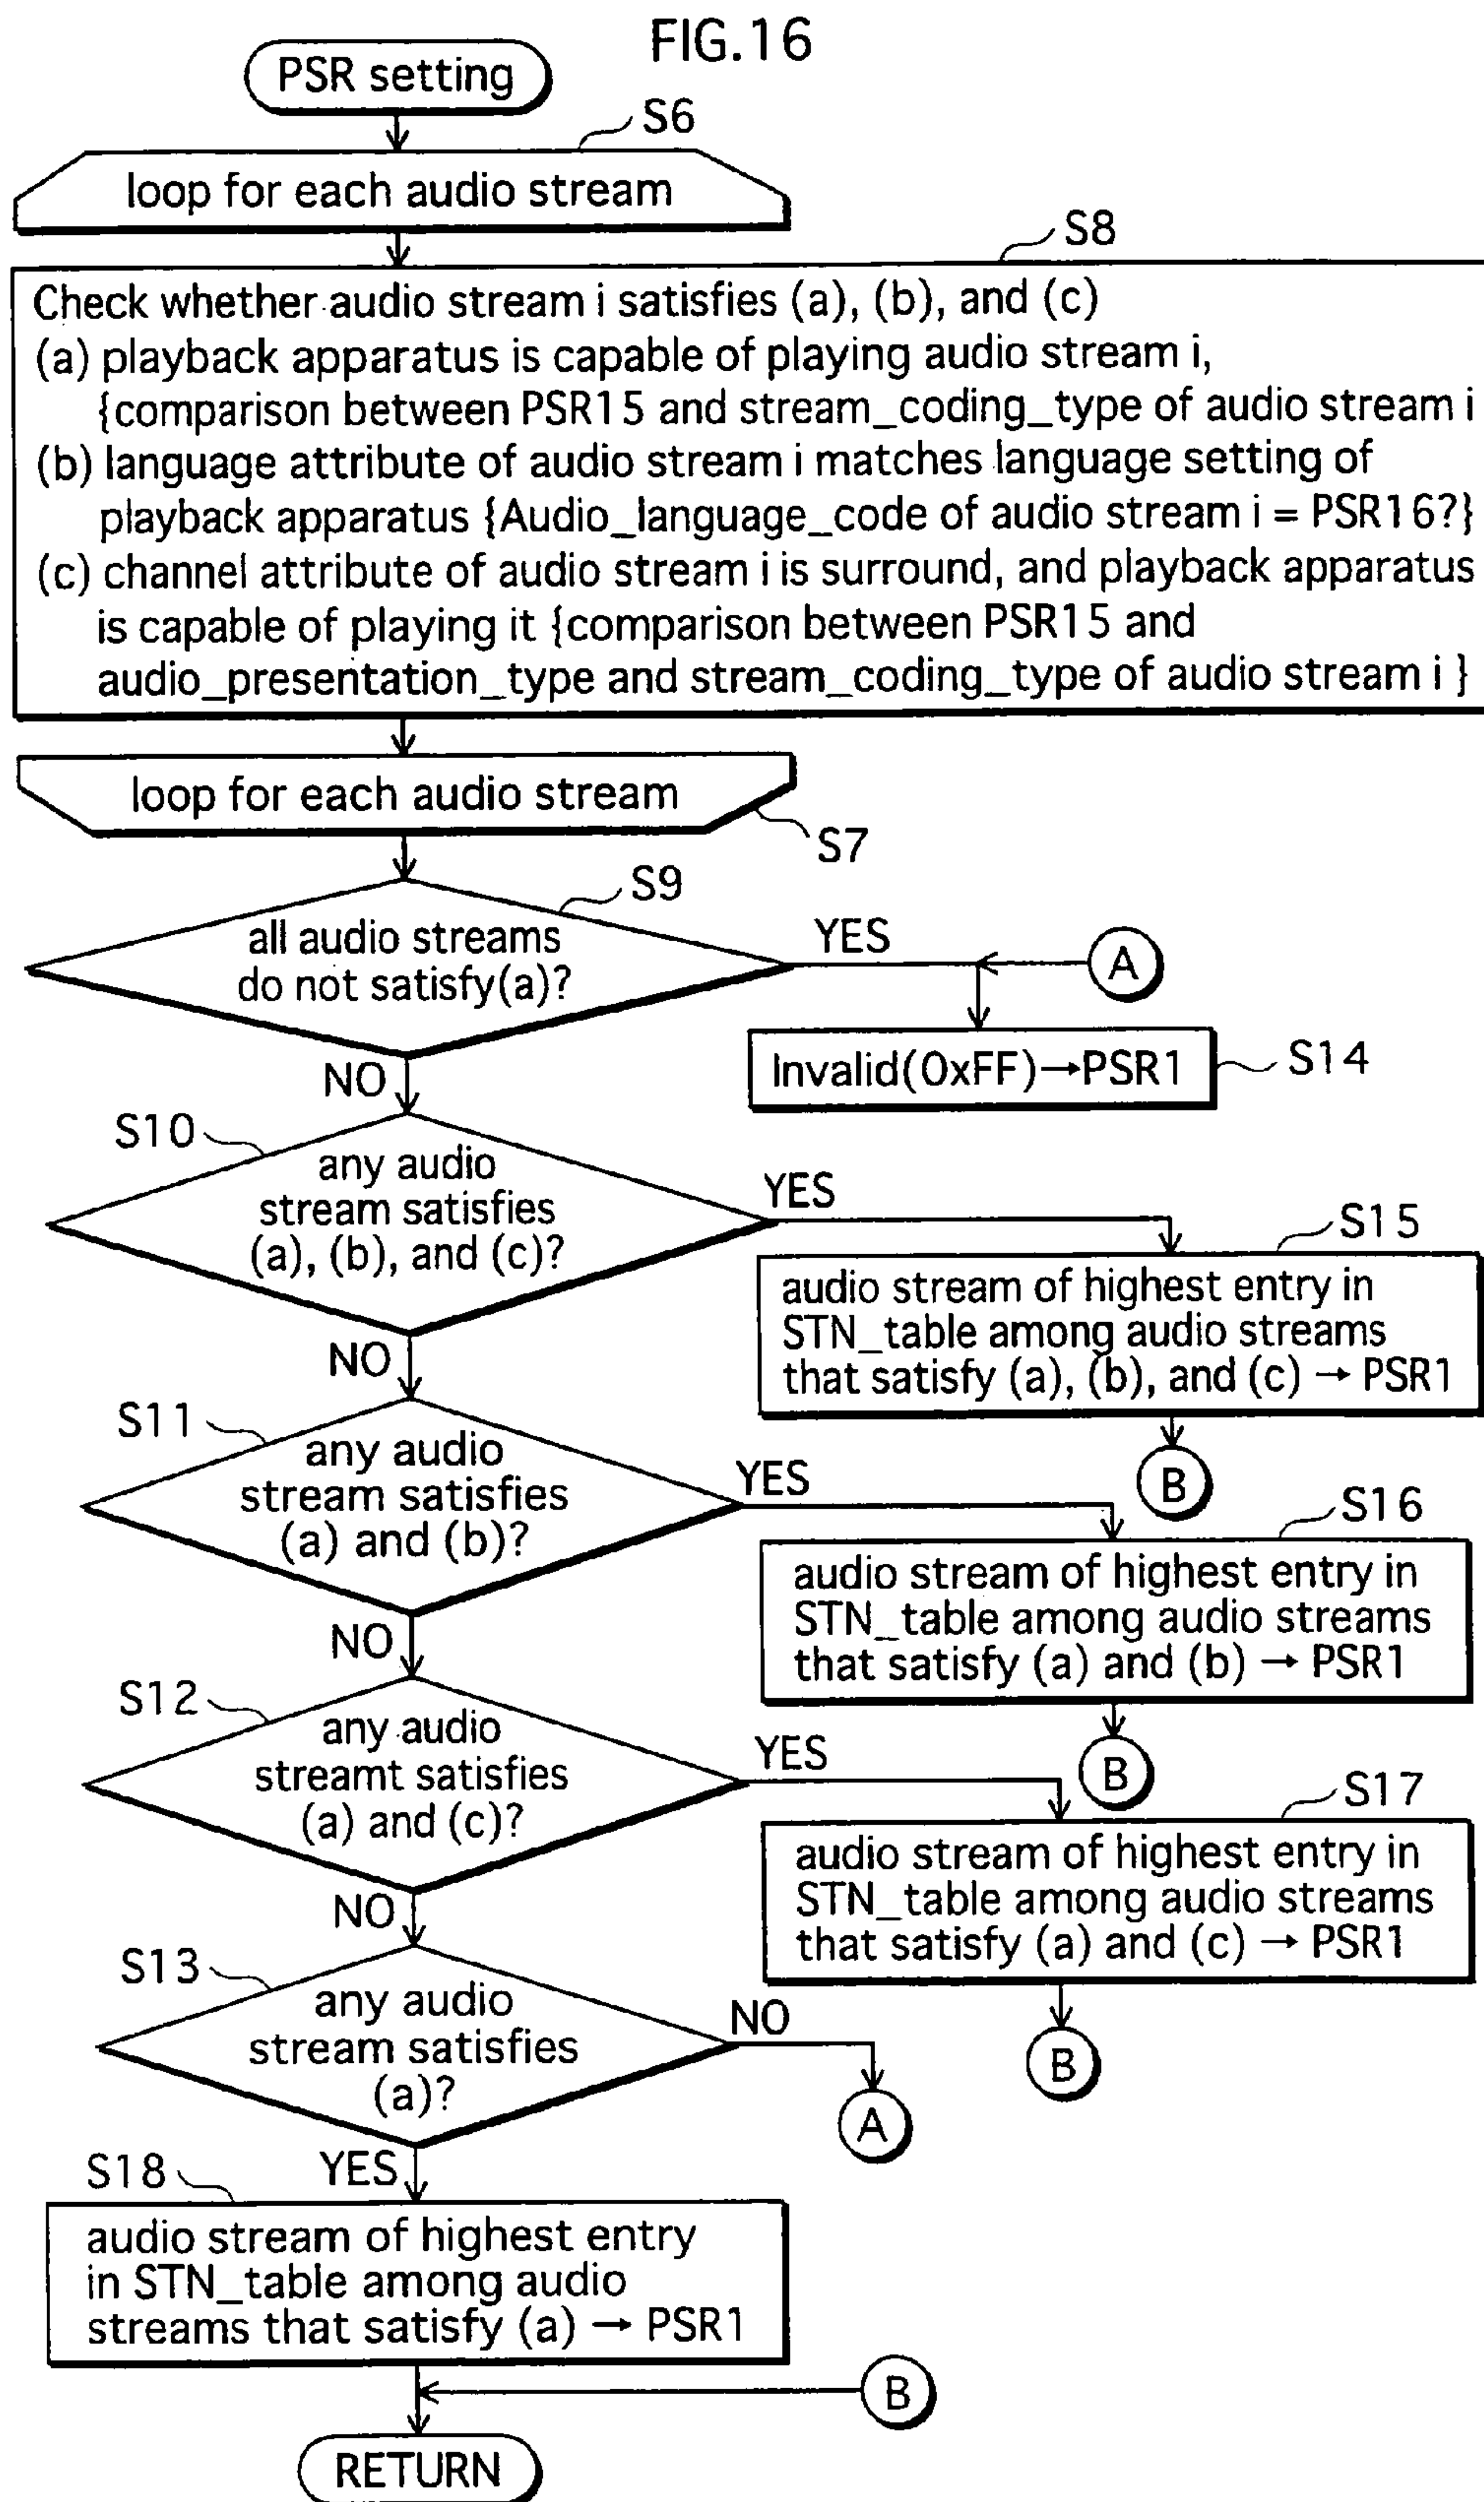 FIG.16
PSR setting
S6
loop for each audio stream
S8
Check whether audio stream i satisfies (a), (b), and (c)
(a) playback apparatus is capable of playing audio stream i,
{comparison between PSR15 and stream_coding_type of audio stream i
(b) language attribute of audio stream i matches language setting of
playback apparatus {Audio_language_code of audio stream i = PSR16?}
(c) channel attribute of audio stream i is surround, and playback apparatus
is capable of playing it {comparison between PSR15 and
audio_presentation_type and stream_coding_type of audio stream i }
loop for each audio stream
S7
S9
all audio streams
do not satisfy(a)?
YES
A
Invalid(0xFF)→PSR1
S14
NO
S10
any audio
stream satisfies
(a), (b), and (c)?
YES
S15
audio stream of highest entry in
STN_table among audio streams
that satisfy (a), (b), and (c) → PSR1
B
NO
S11
any audio
stream satisfies
(a) and (b)?
YES
S16
audio stream of highest entry in
STN_table among audio streams
that satisfy (a) and (b) → PSR1
B
NO
S12
any audio
streamt satisfies
(a) and (c)?
YES
S17
audio stream of highest entry in
STN_table among audio streams
that satisfy (a) and (c) → PSR1
B
NO
S13
any audio
stream satisfies
(a)?
NO
A
YES
S18
audio stream of highest entry
in STN_table among audio
streams that satisfy (a) → PSR1
B
RETURN